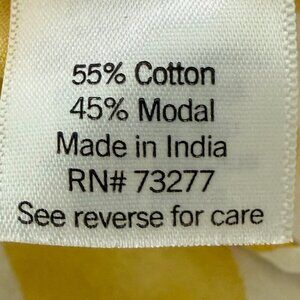 55% Cotton
45% Modal
Made in India
RN# 73277
See reverse for care